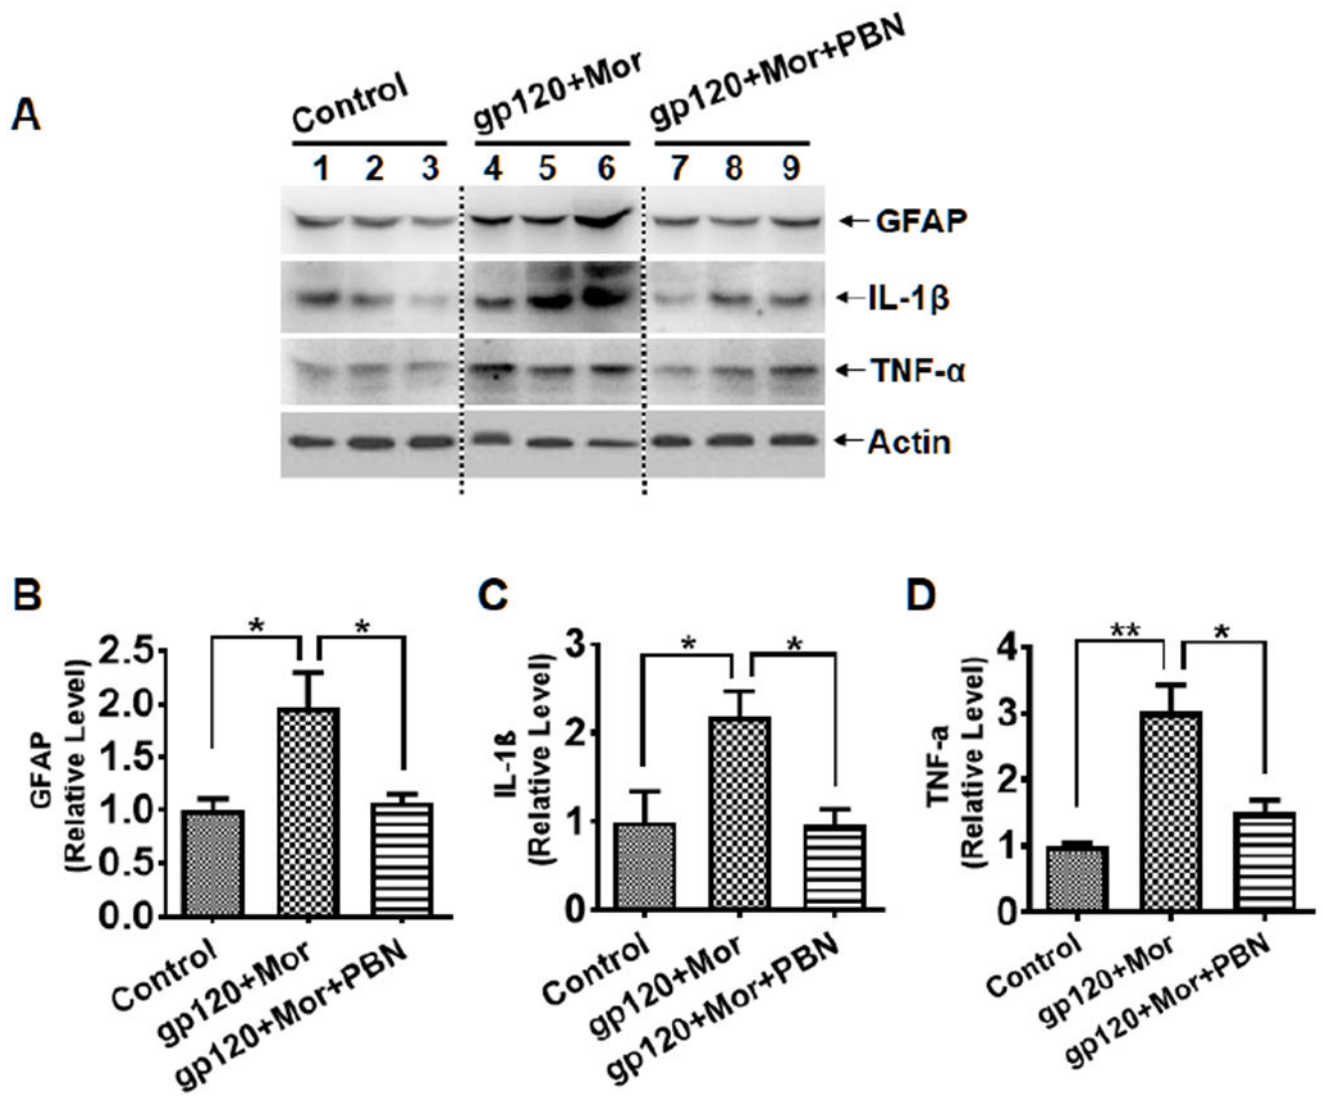 A
Control gp120+Mor gp120+Mor+PBN
1 2 3 4 5 6 7 8 9
GFAP
IL-1β
TNF-α
Actin
B
GFAP
(Relative Level)
2.5
2.0
1.5
1.0
0.5
0.0
* *
Control
gp120+Mor
gp120+Mor+PBN
C
IL-1ß
(Relative Level)
3
2
1
0
* *
Control
gp120+Mor
gp120+Mor+PBN
D
TNF-a
(Relative Level)
4
3
2
1
0
** *
Control
gp120+Mor
gp120+Mor+PBN